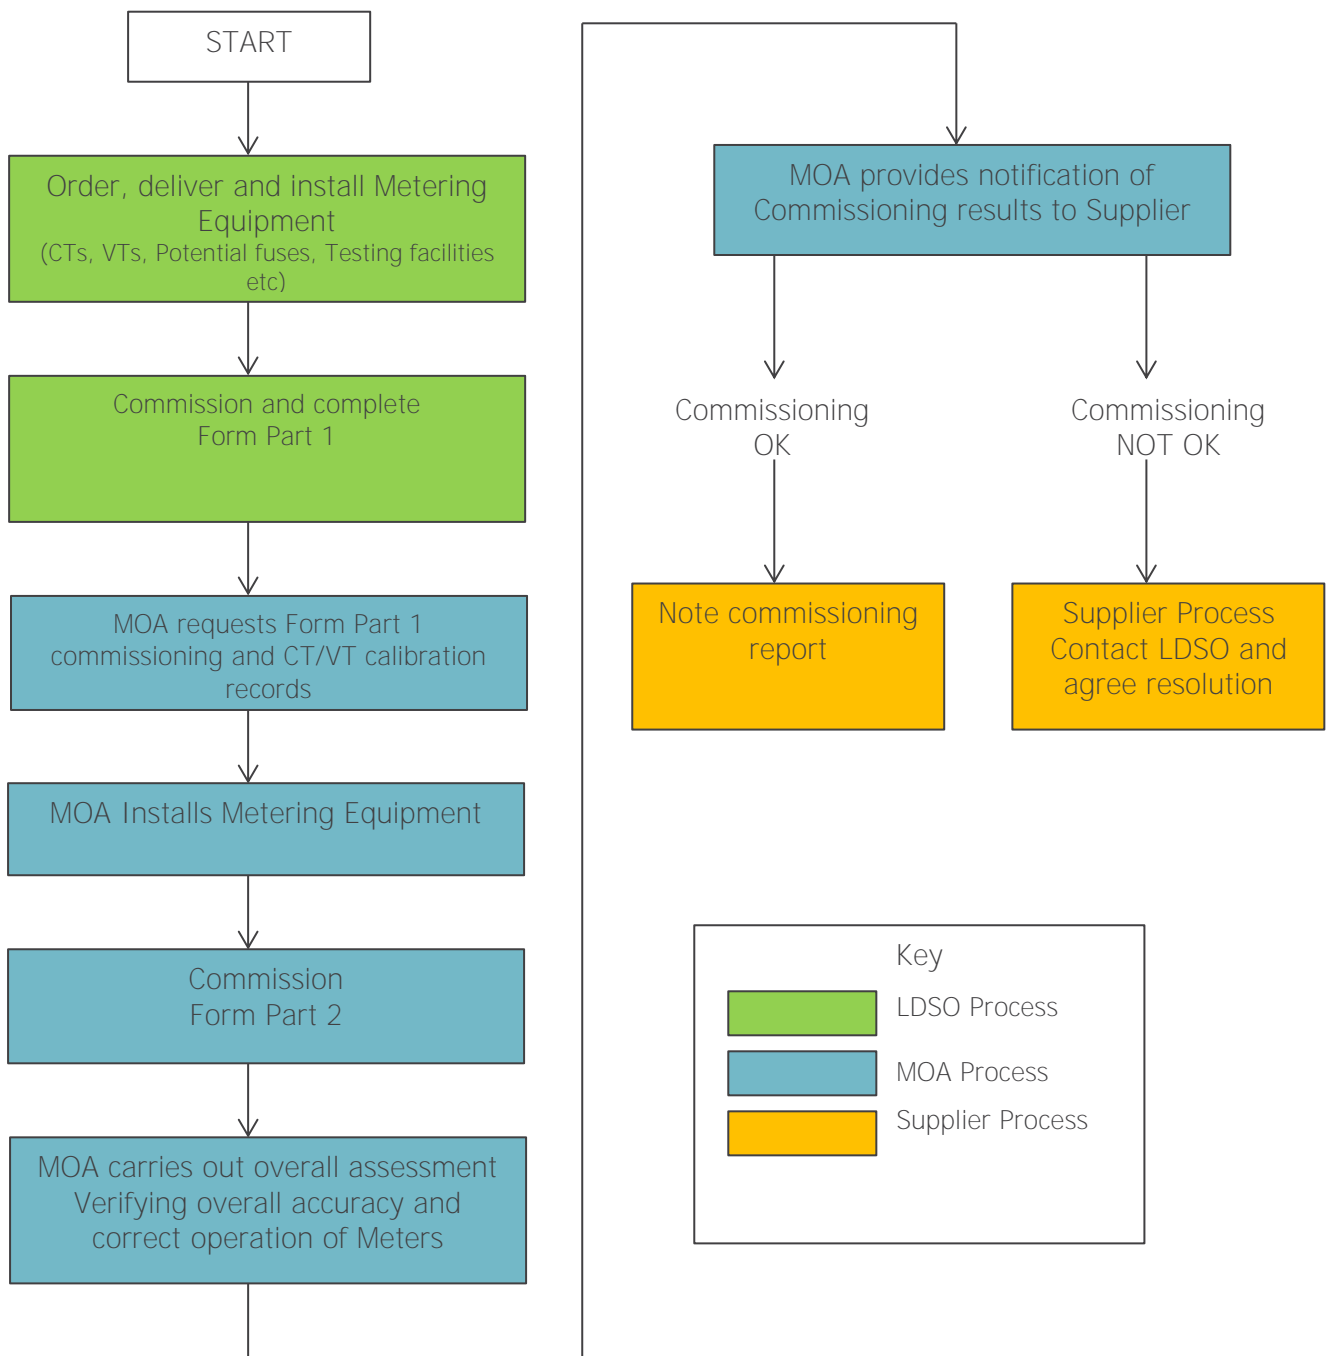 START
Order, deliver and install Metering
Equipment
(CTs, VTs, Potential fuses, Testing facilities
etc)
Commission and complete
Form Part 1
MOA requests Form Part 1
commissioning and CT/VT calibration
records
MOA Installs Metering Equipment
Commission
Form Part 2
MOA carries out overall assessment
Verifying overall accuracy and
correct operation of Meters
MOA provides notification of
Commissioning results to Supplier
Commissioning
OK
Commissioning
NOT OK
Note commissioning
report
Supplier Process
Contact LDSO and
agree resolution
Key
LDSO Process
MOA Process
Supplier Process